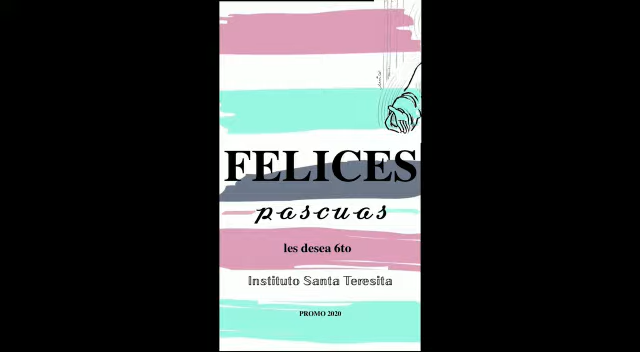 FELICES
pascuas
les desea 6to
Instituto Santa Teresita
PROMO 2020